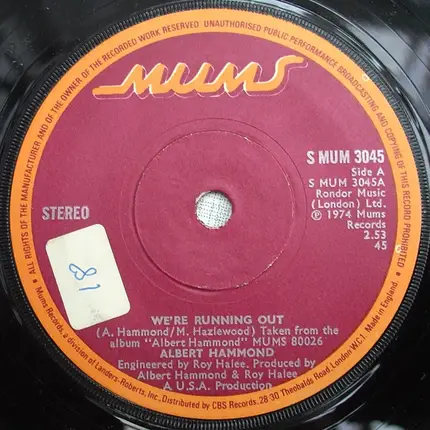 ALL RIGHTS OF THE MANUFACTURER AND OF THE OWNER OF THE RECORDED WORK RESERVED UNAUTHORISED PUBLIC PERFORMANCE BROADCASTING AND COPYING OF THIS RECORD PROHIBITED
MUMS
S MUM 3045
Side A
S MUM 3045A
Rondor Music
(London) Ltd.
℗ 1974 Mums
Records
2.53
45
STEREO
18
WE'RE RUNNING OUT
(A. Hammond/M. Hazlewood) Taken from the
album "Albert Hammond" MUMS 80026
ALBERT HAMMOND
Engineered by Roy Halee. Produced by
Albert Hammond & Roy Halee
A U.S.A. Production
• Mums Records, a division of Landers-Roberts, Inc., Distributed by CBS Records, 28-30 Theobalds Road, London WC1. Made in England. •